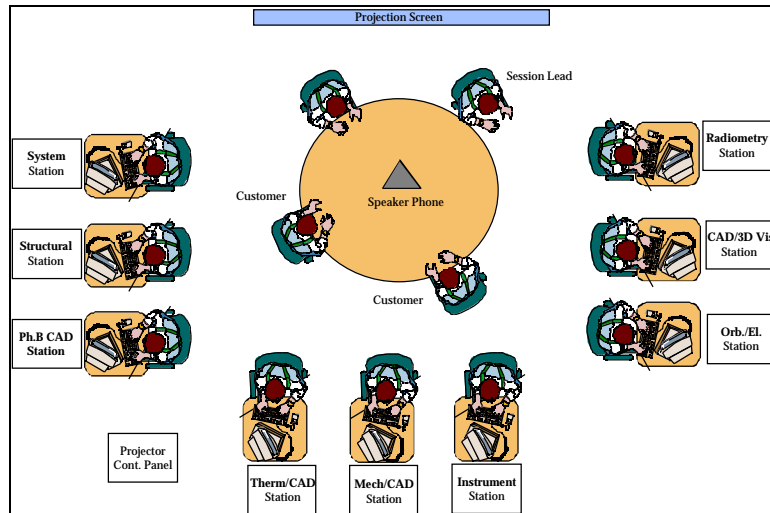 Projection Screen
Session Lead
System
Station
Radiometry
Station
Customer
Speaker Phone
Structural
Station
CAD/3D Vis
Station
Customer
Ph.B CAD
Station
Orb./El.
Station
Projector
Cont. Panel
Therm/CAD
Station
Mech/CAD
Station
Instrument
Station